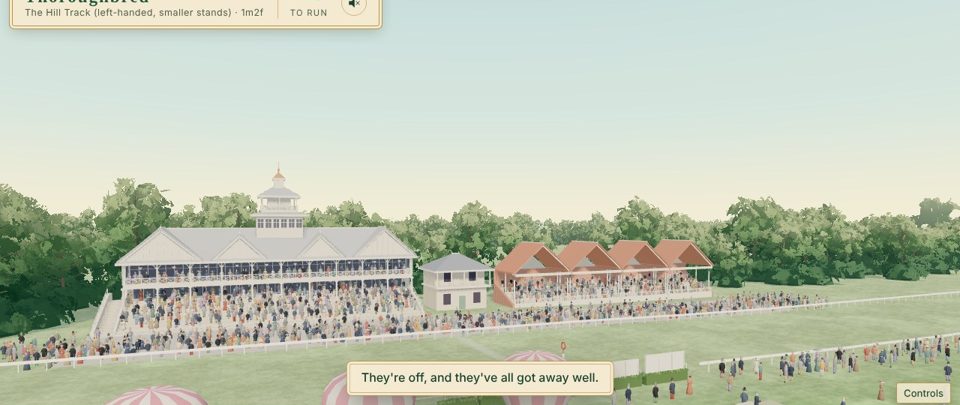 Thoroughbred
The Hill Track (left-handed, smaller stands) · 1m2f
TO RUN
They're off, and they've all got away well.
Controls